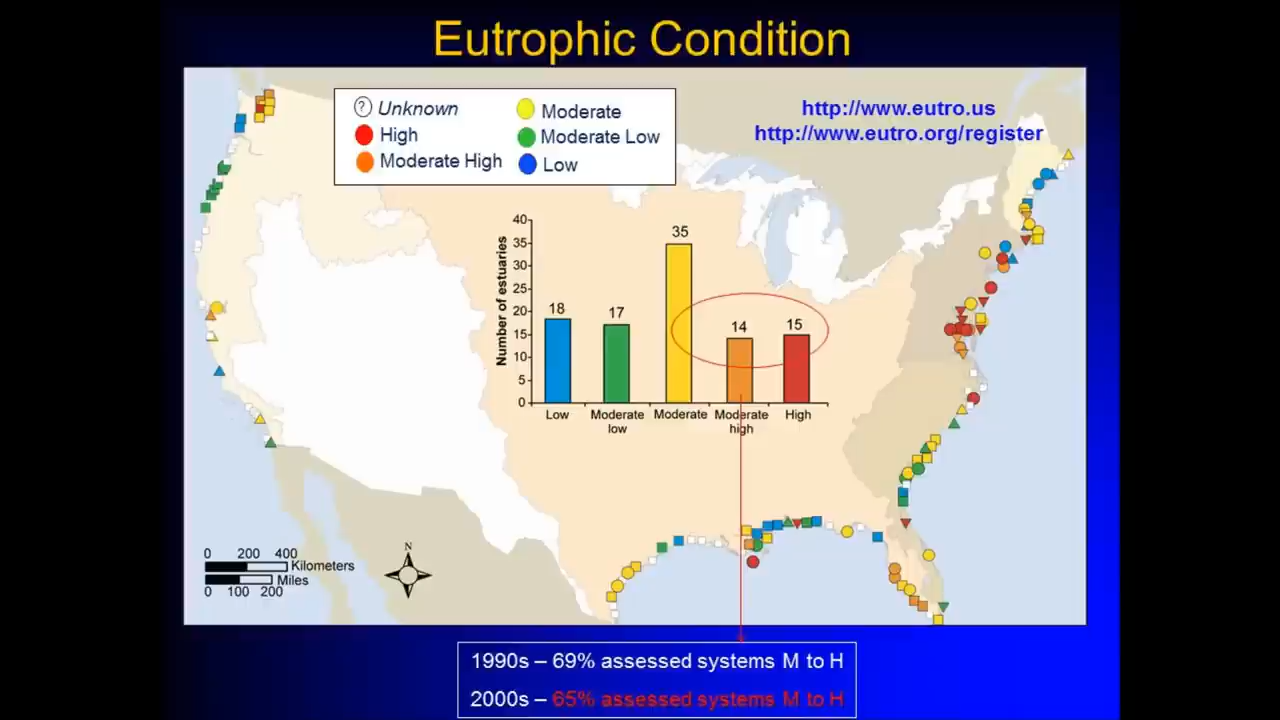 Eutrophic Condition
? Unknown
High
Moderate High
Moderate
Moderate Low
Low
http://www.eutro.us
http://www.eutro.org/register
Number of estuaries
40
35
30
25
20
15
10
5
0
18
17
35
14
15
Low
Moderate low
Moderate
Moderate high
High
0 200 400
Kilometers
Miles
0 100 200
N
1990s – 69% assessed systems M to H
2000s – 65% assessed systems M to H